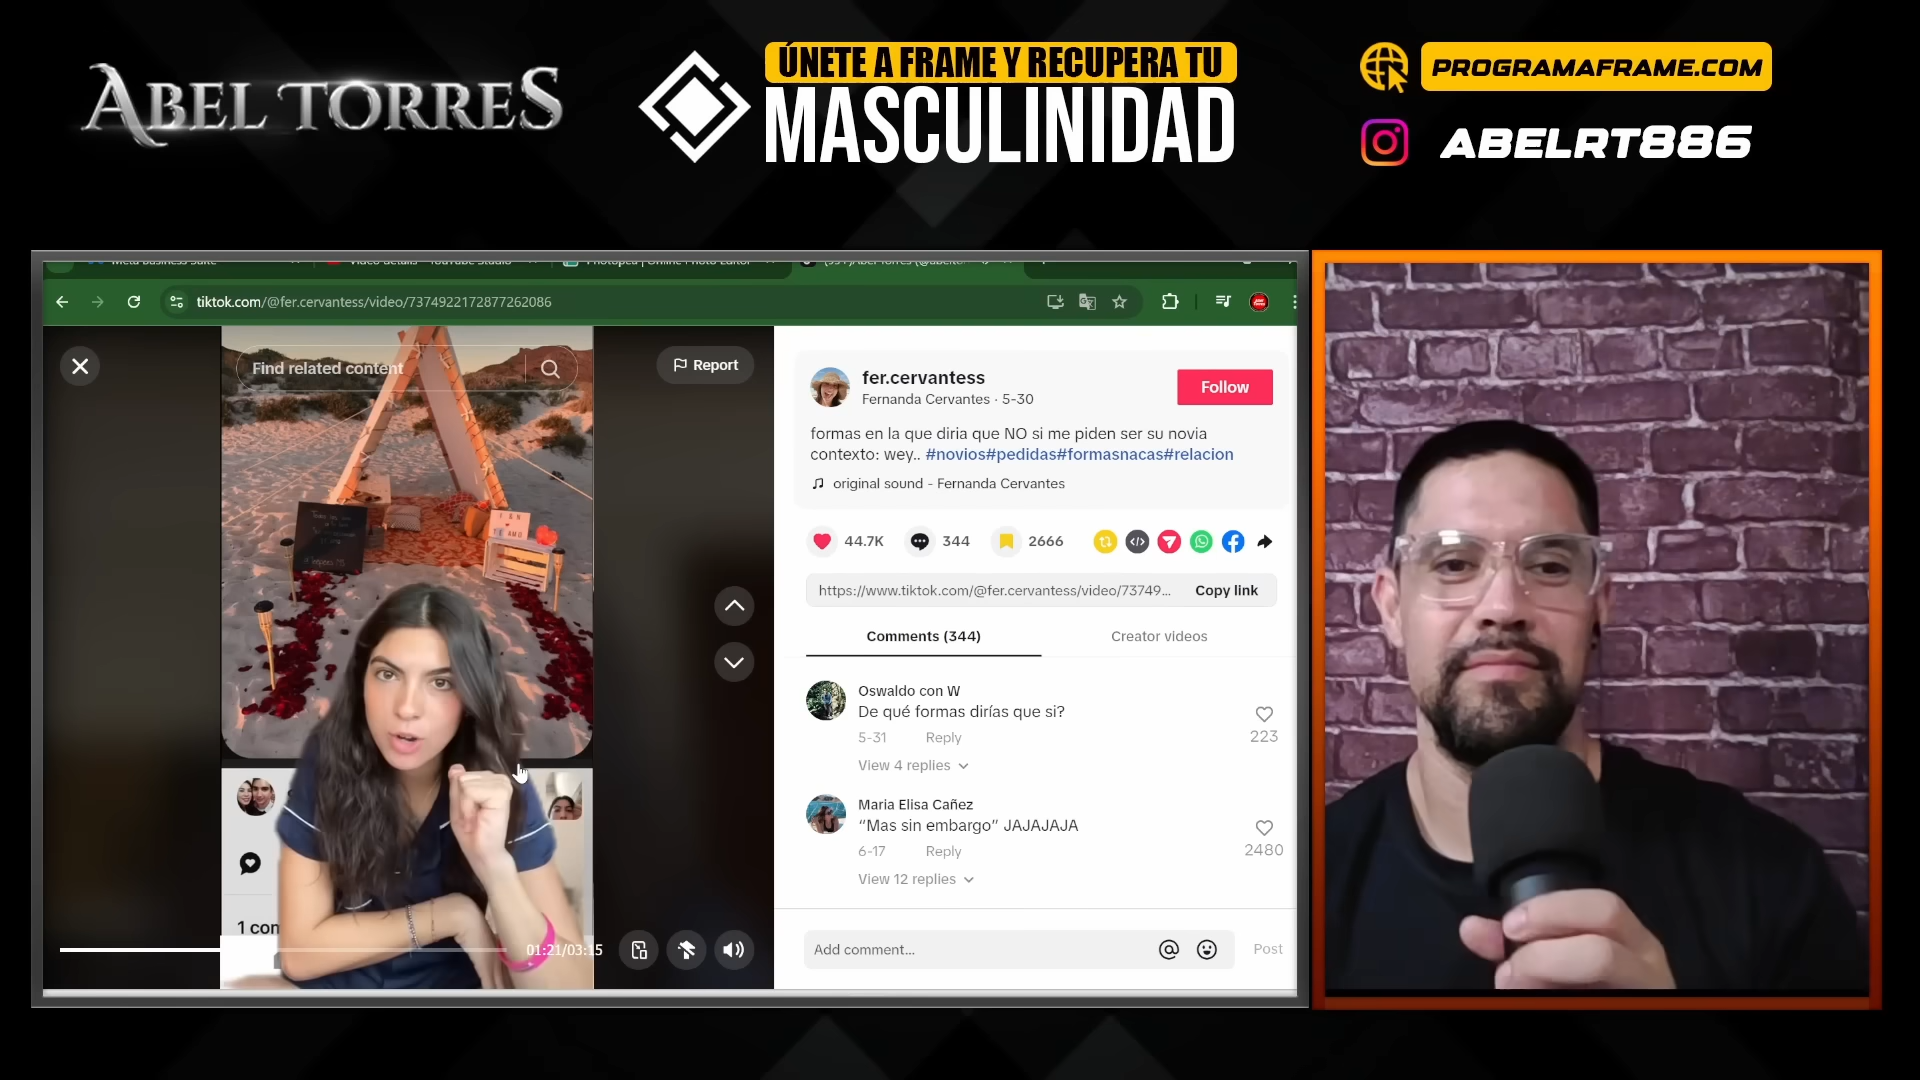 ABEL TORRES
ÚNETE A FRAME Y RECUPERA TU
MASCULINIDAD
PROGRAMAFRAME.COM
ABELRT886
tiktok.com/@fer.cervantess/video/7374922172877262086
Find related content
Report
TE AMO
1 con
01:21/03:15
fer.cervantess
Fernanda Cervantes · 5-30
Follow
formas en la que diria que NO si me piden ser su novia
contexto: wey.. #novios#pedidas#formasnacas#relacion
original sound - Fernanda Cervantes
44.7K
344
2666
https://www.tiktok.com/@fer.cervantess/video/73749...
Copy link
Comments (344)
Creator videos
Oswaldo con W
De qué formas dirías que si?
223
5-31
Reply
View 4 replies
Maria Elisa Cañez
“Mas sin embargo” JAJAJAJA
2480
6-17
Reply
View 12 replies
Add comment...
Post